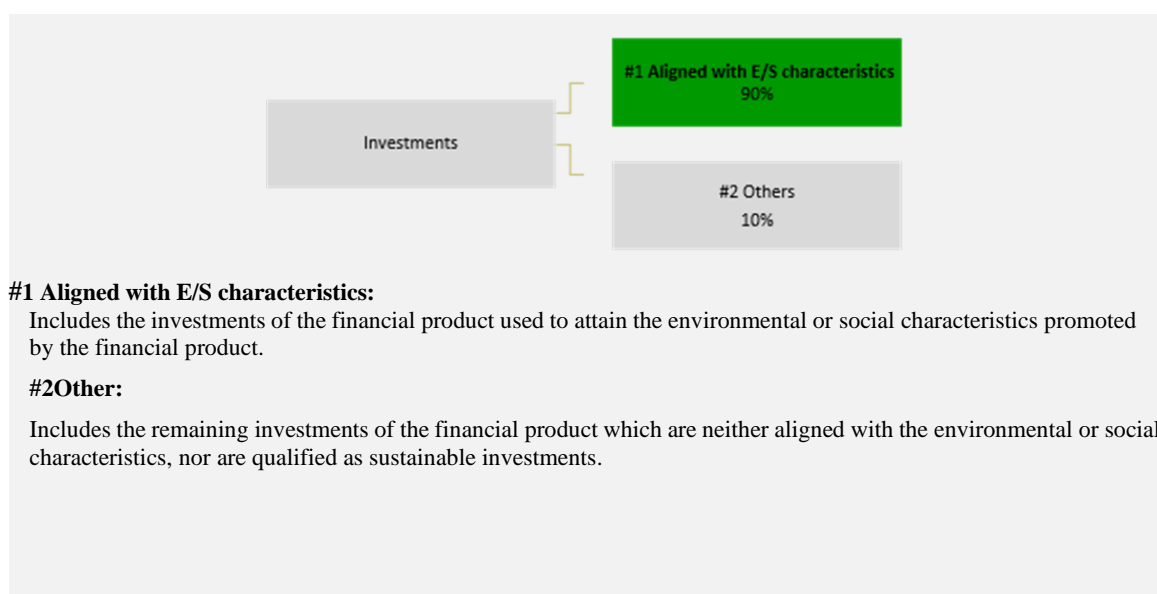 #1 Aligned with E/S characteristics
90%
Investments
#2 Others
10%
#1 Aligned with E/S characteristics:
Includes the investments of the financial product used to attain the environmental or social characteristics promoted
by the financial product.
#2Other:
Includes the remaining investments of the financial product which are neither aligned with the environmental or social
characteristics, nor are qualified as sustainable investments.